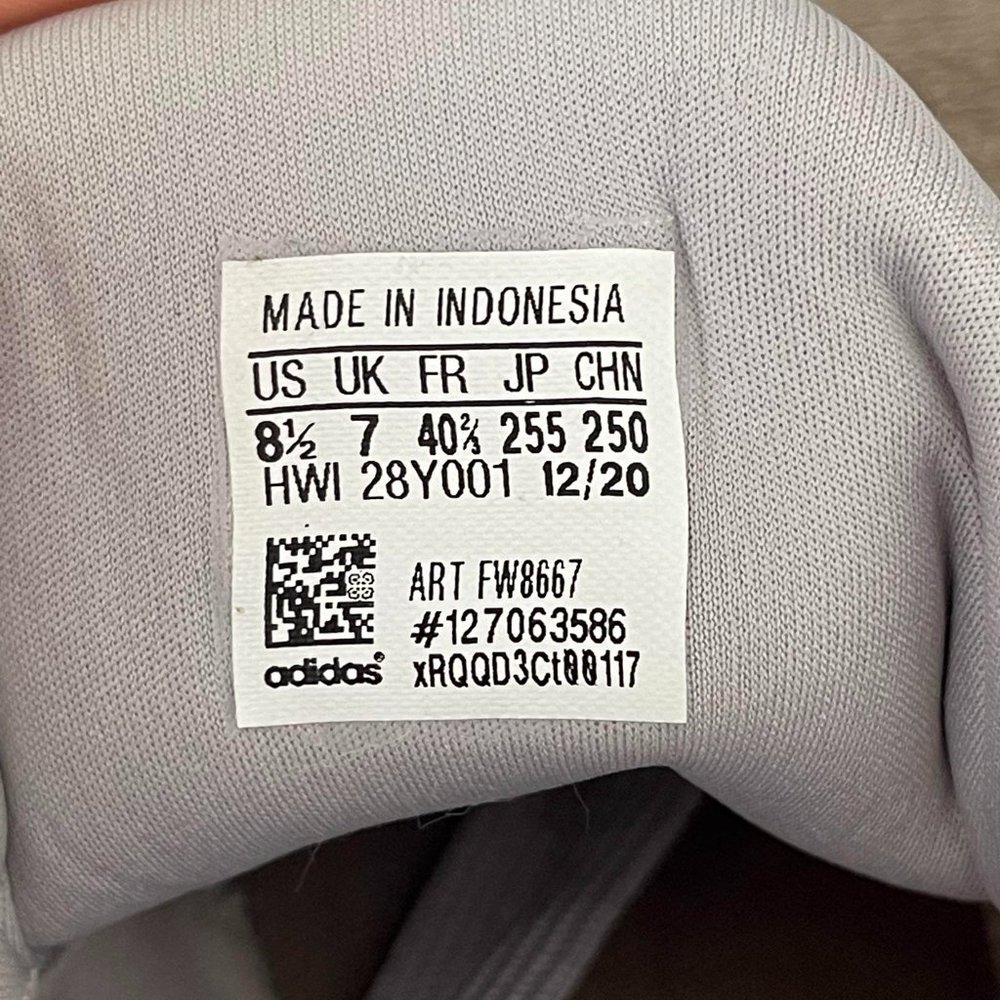 MADE IN INDONESIA
US UK FR JP CHN
8½ 7 40⅔ 255 250
HWI 28Y001 12/20
ART FW8667
#127063586
adidas® xRQQD3Ct00117